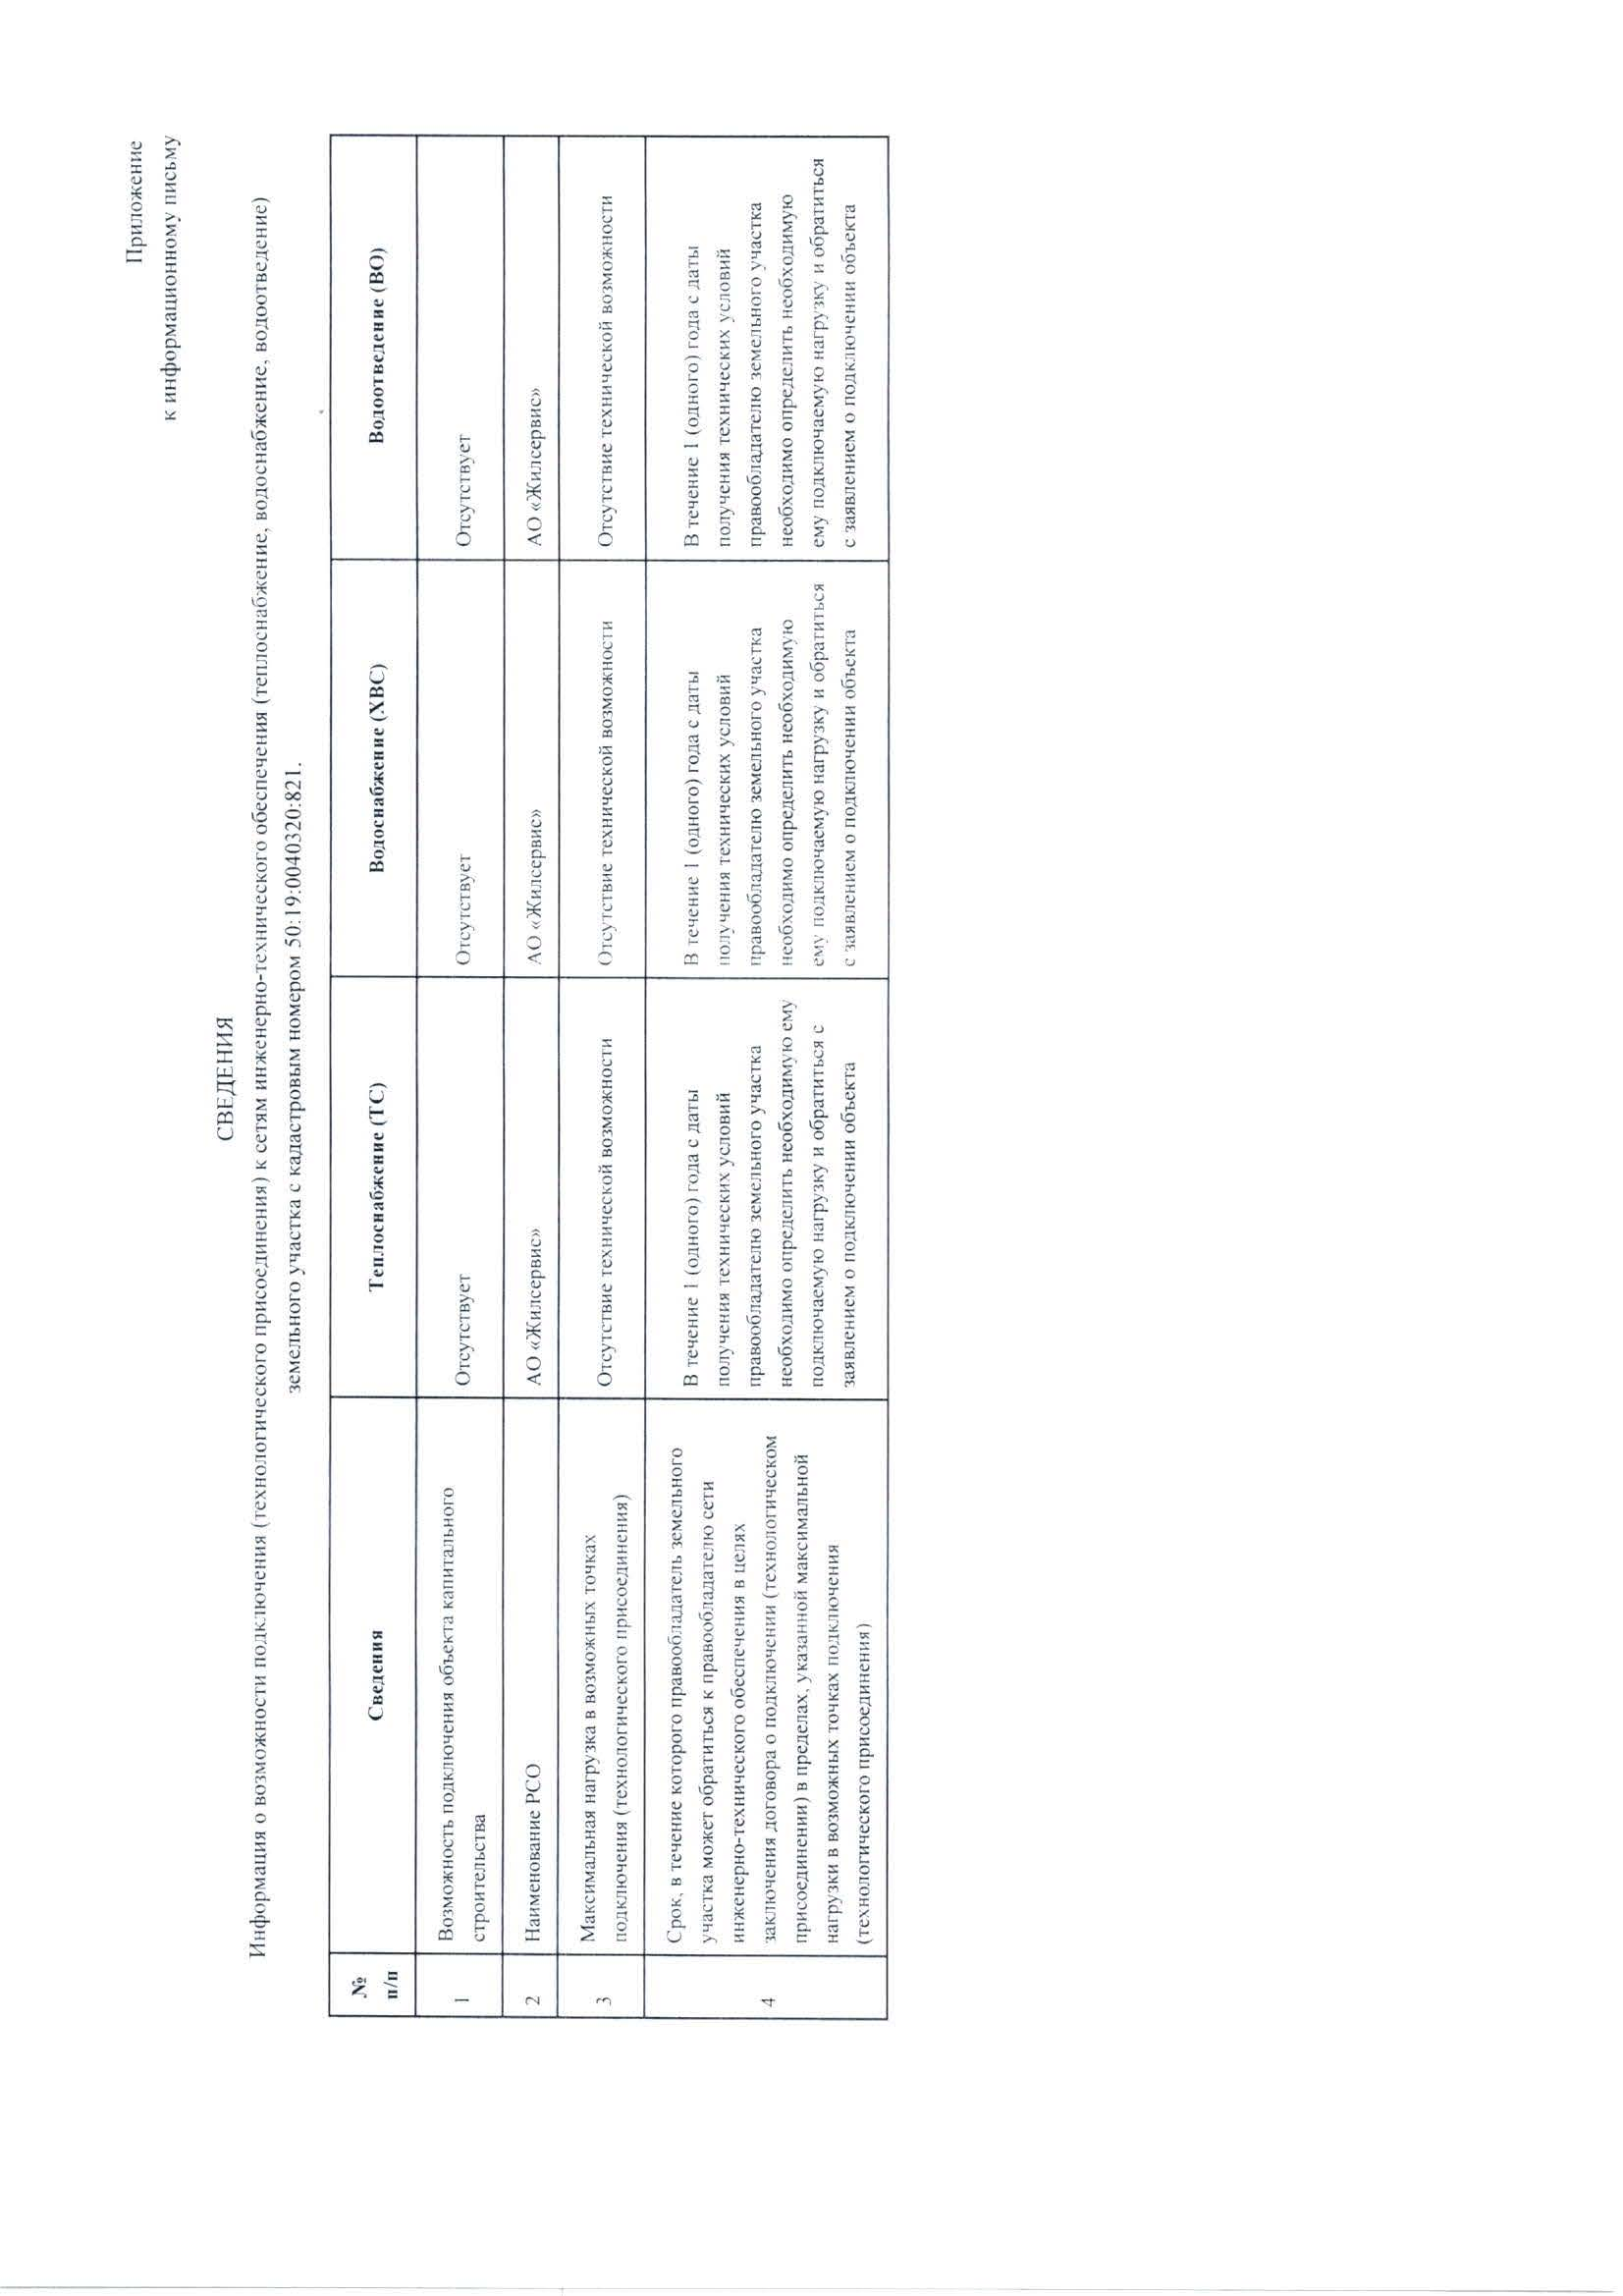 Приложение
к информационному письму
СВЕДЕНИЯ
Информация о возможности подключения (технологического присоединения) к сетям инженерно-технического обеспечения (теплоснабжение, водоснабжение, водоотведение)
земельного участка с кадастровым номером 50:19:0040320:821.
№
п/п
Сведения
Теплоснабжение (ТС)
Водоснабжение (ХВС)
Водоотведение (ВО)
1
Возможность подключения объекта капитального
строительства
Отсутствует
Отсутствует
Отсутствует
2
Наименование РСО
АО «Жилсервис»
АО «Жилсервис»
АО «Жилсервис»
3
Максимальная нагрузка в возможных точках
подключения (технологического присоединения)
Отсутствие технической возможности
Отсутствие технической возможности
Отсутствие технической возможности
4
Срок, в течение которого правообладатель земельного
участка может обратиться к правообладателю сети
инженерно-технического обеспечения в целях
заключения договора о подключении (технологическом
присоединении) в пределах, указанной максимальной
нагрузки в возможных точках подключения
(технологического присоединения)
В течение 1 (одного) года с даты
получения технических условий
правообладателю земельного участка
необходимо определить необходимую ему
подключаемую нагрузку и обратиться с
заявлением о подключении объекта
В течение 1 (одного) года с даты
получения технических условий
правообладателю земельного участка
необходимо определить необходимую
ему подключаемую нагрузку и обратиться
с заявлением о подключении объекта
В течение 1 (одного) года с даты
получения технических условий
правообладателю земельного участка
необходимо определить необходимую
ему подключаемую нагрузку и обратиться
с заявлением о подключении объекта